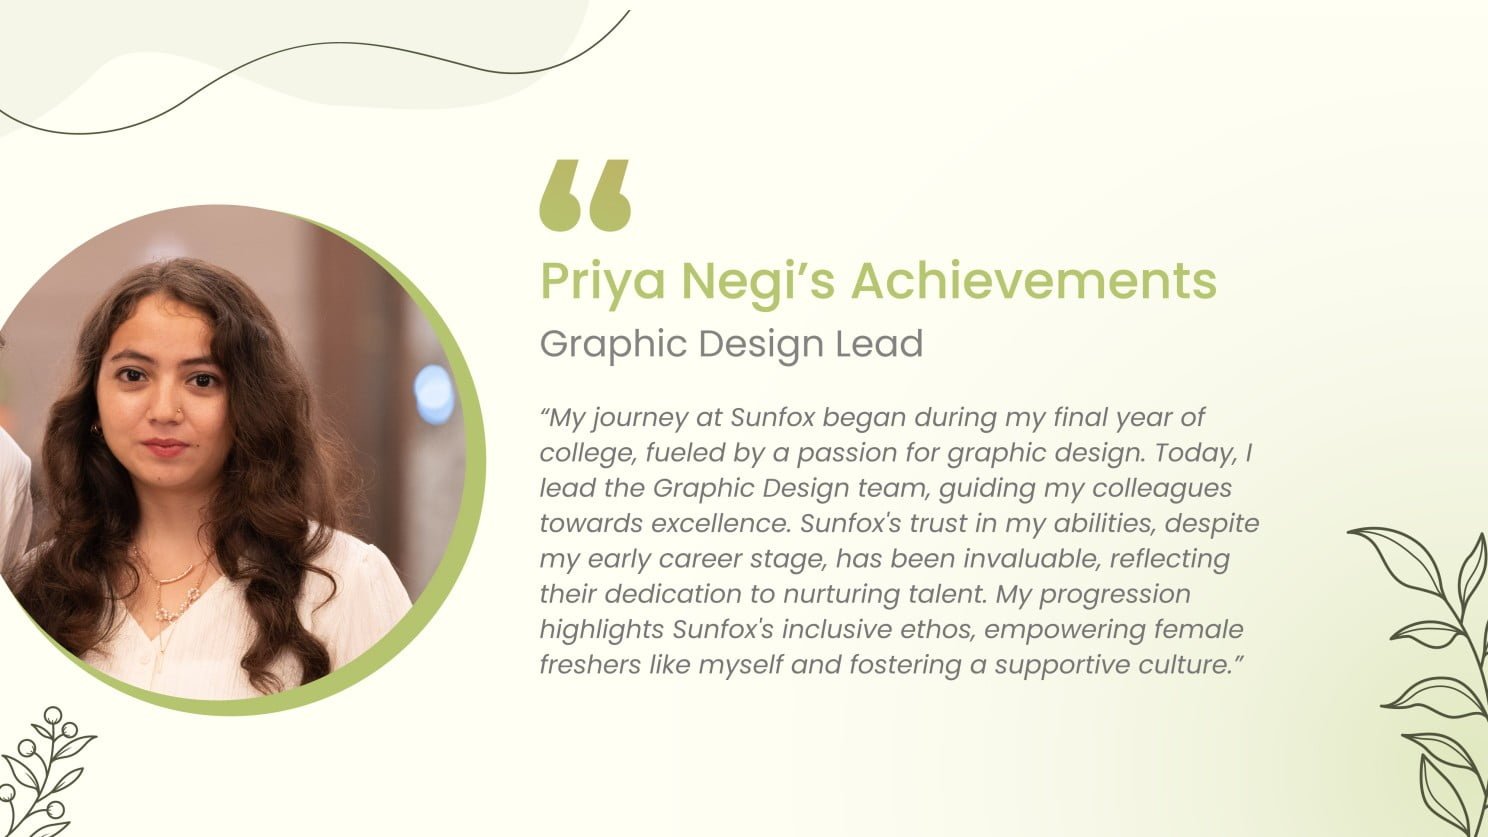 Priya Negi’s Achievements
Graphic Design Lead
“My journey at Sunfox began during my final year of
college, fueled by a passion for graphic design. Today, I
lead the Graphic Design team, guiding my colleagues
towards excellence. Sunfox's trust in my abilities, despite
my early career stage, has been invaluable, reflecting
their dedication to nurturing talent. My progression
highlights Sunfox's inclusive ethos, empowering female
freshers like myself and fostering a supportive culture.”